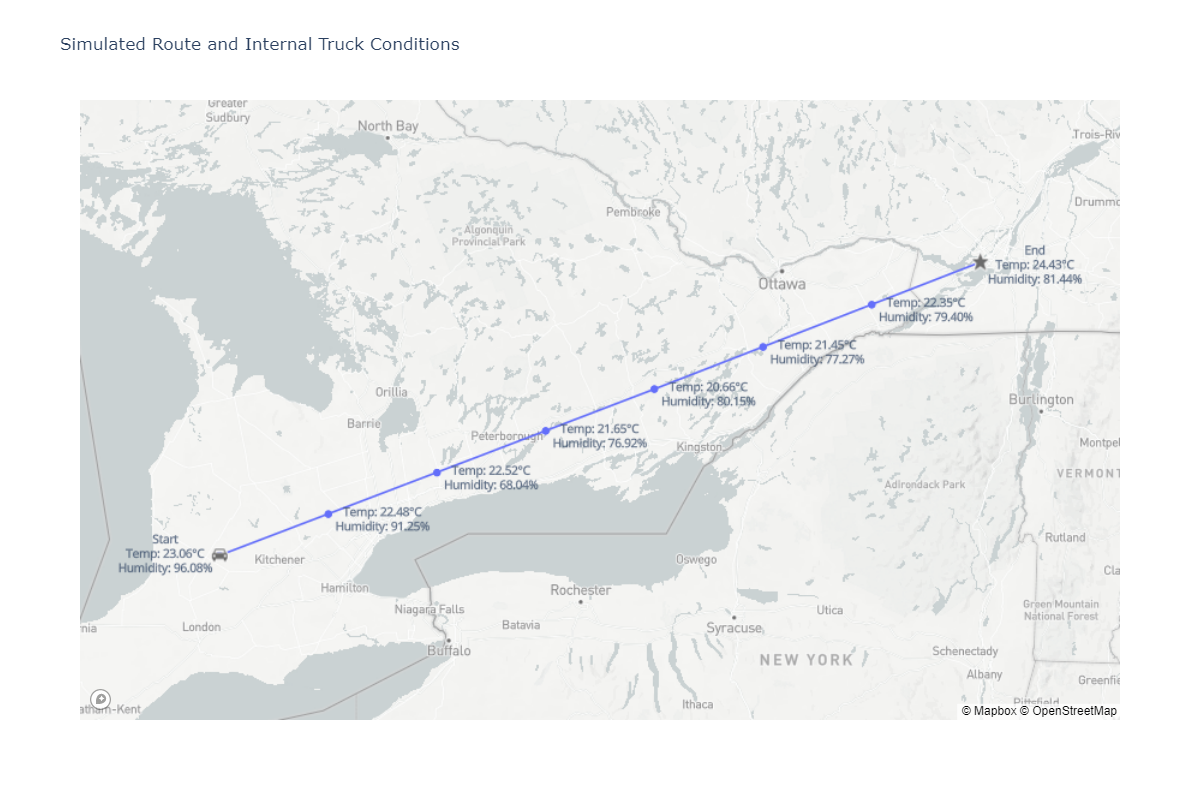 Simulated Route and Internal Truck Conditions
Greater
Sudbury
North Bay
Trois-Riv
Pembroke
Drummo
Algonquin
Provincial Park
End
Temp: 24.43°C
Humidity: 81.44%
Ottawa
Temp: 22.35°C
Humidity: 79.40%
Temp: 21.45°C
Humidity: 77.27%
Orillia
Temp: 20.66°C
Humidity: 80.15%
Burlington
Barrie
Temp: 21.65°C
Humidity: 76.92%
Peterborough
Kingston
Montpel
Temp: 22.52°C
Humidity: 68.04%
VERMONT
Adirondack Park
Temp: 22.48°C
Humidity: 91.25%
Start
Temp: 23.06°C
Humidity: 96.08%
Kitchener
Rutland
Oswego
Cla
Hamilton
Rochester
Niagara Falls
Green Mountain
National Forest
Utica
Batavia
London
nia
Syracuse
Buffalo
Schenectady
NEW YORK
Albany
Greenfie
Ithaca
Pittsfield
atham-Kent
© Mapbox © OpenStreetMap